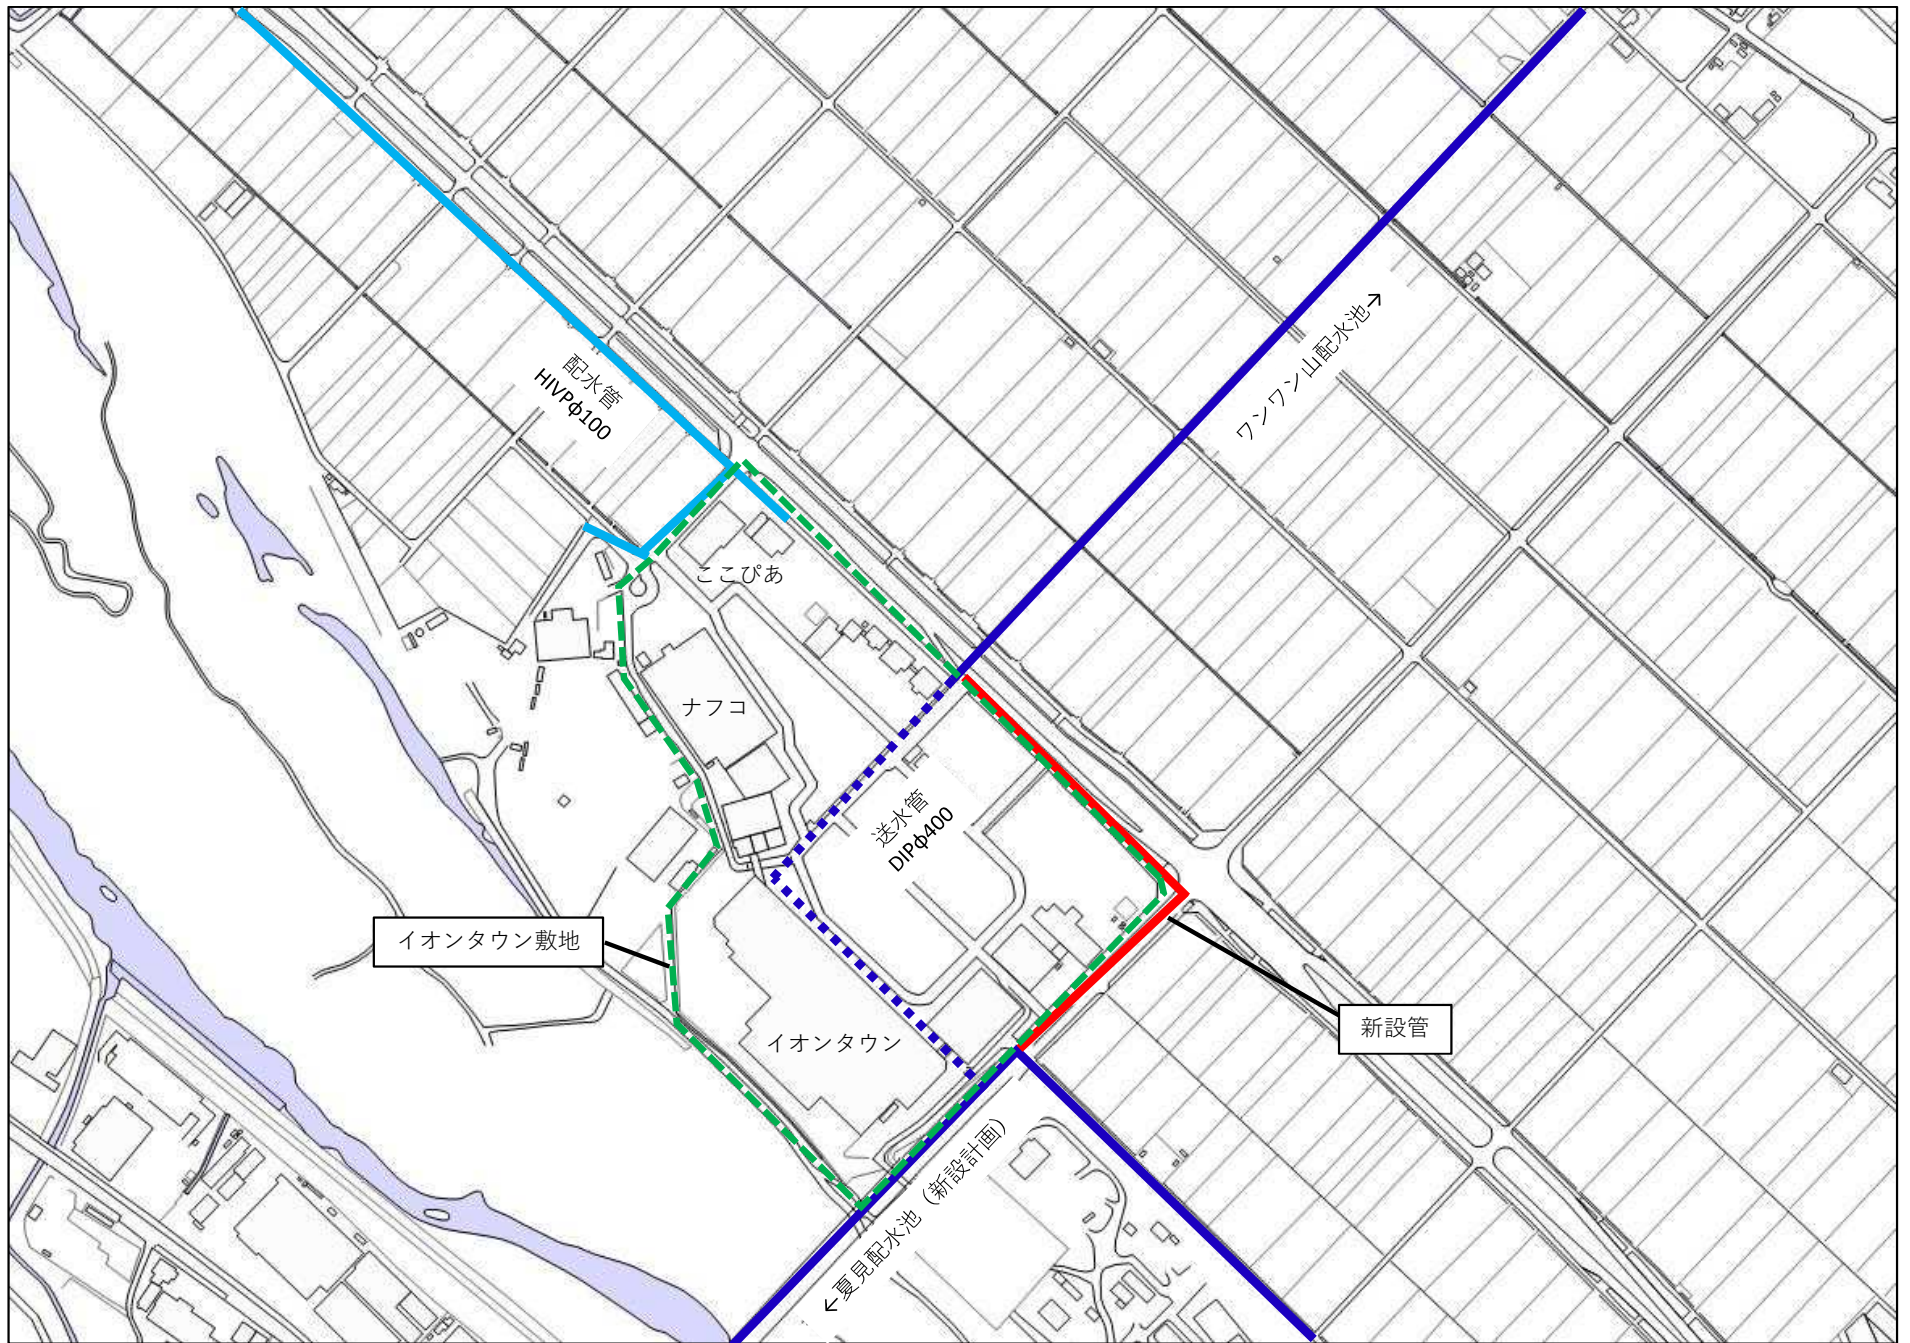 ワンワン山配水池→
配水管
HIVPφ100
ここぴあ
ナフコ
送水管
DIPφ400
イオンタウン敷地
新設管
イオンタウン
←夏見配水池（新設計画）